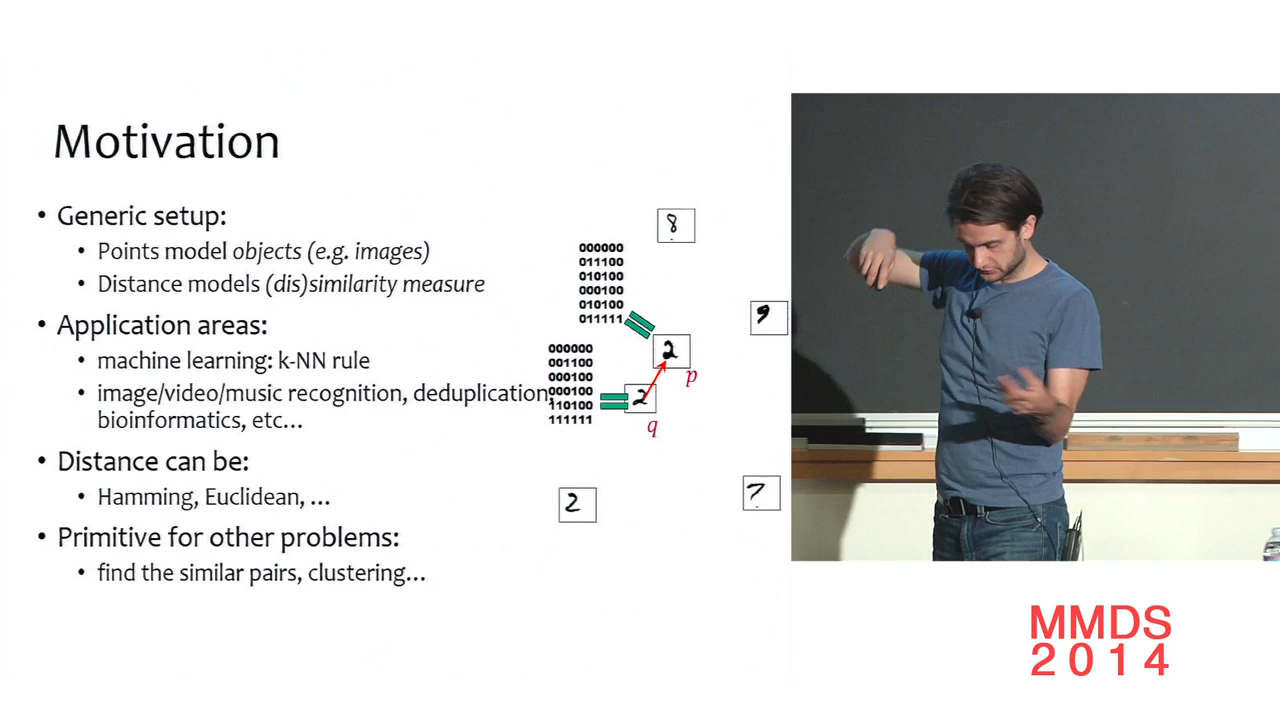 Motivation
• Generic setup:
• Points model objects (e.g. images)
• Distance models (dis)similarity measure
• Application areas:
• machine learning: k-NN rule
• image/video/music recognition, deduplication,
bioinformatics, etc…
• Distance can be:
• Hamming, Euclidean, …
• Primitive for other problems:
• find the similar pairs, clustering…
8
000000
011100
010100
000100
010100
011111
9
2
p
000000
001100
000100
000100
110100
111111
2
q
2
7
MMDS
2014